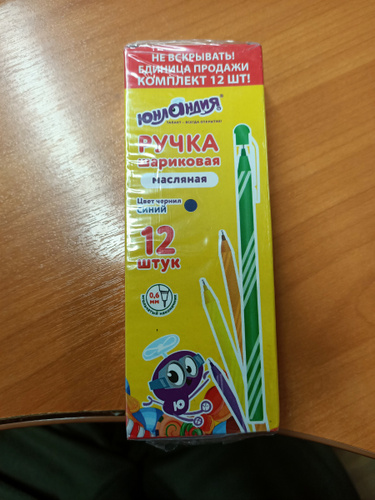 НЕ ВСКРЫВАТЬ!
ЕДИНИЦА ПРОДАЖИ
КОМПЛЕКТ 12 ШТ!
ЮНЛАНДИЯ
РУЧКА
шариковая
масляная
Цвет чернил
СИНИЙ
12
штук
0,6
мм
Ю